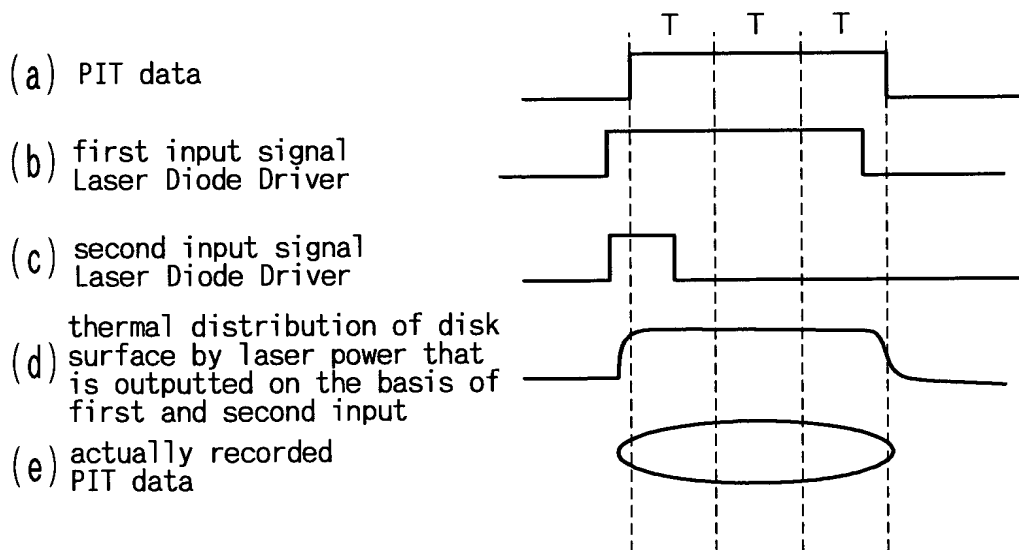 T T T
(a) PIT data
(b) first input signal
Laser Diode Driver
(c) second input signal
Laser Diode Driver
thermal distribution of disk
(d) surface by laser power that
is outputted on the basis of
first and second input
(e) actually recorded
PIT data